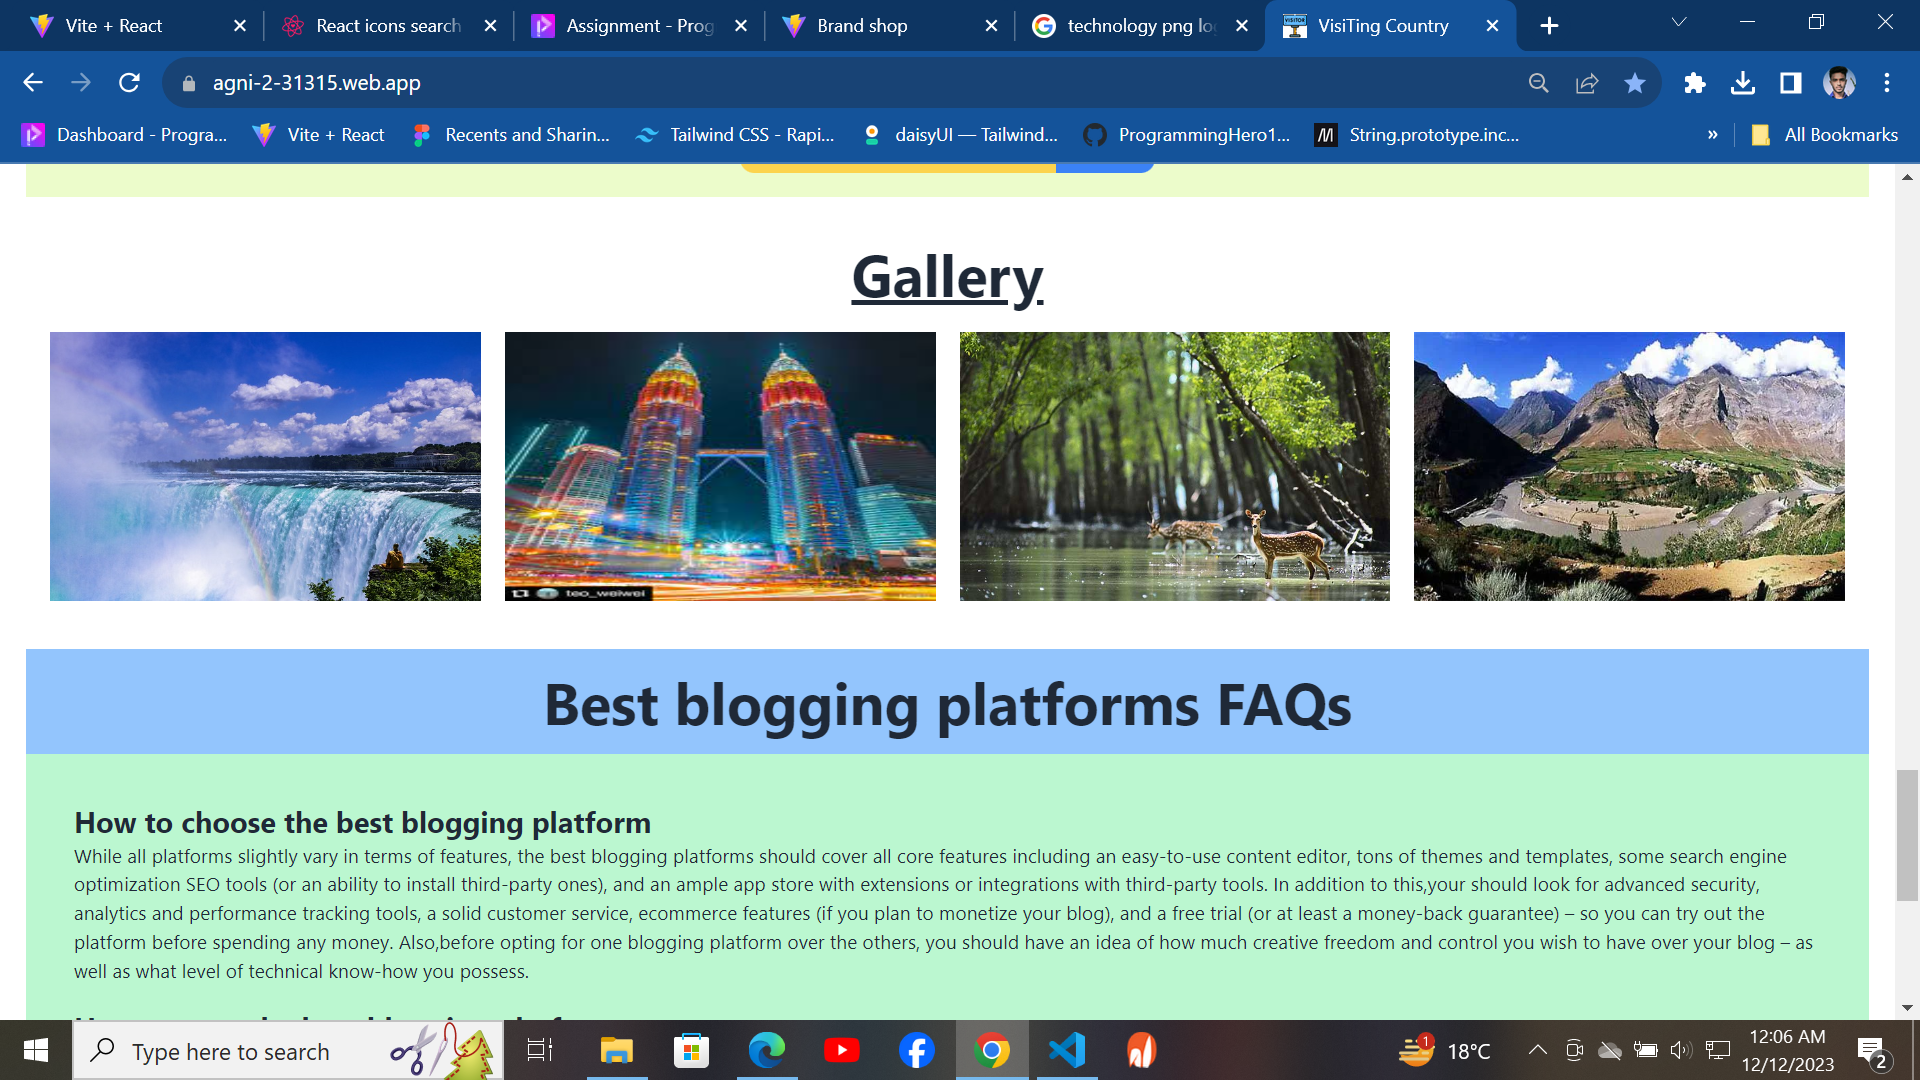 Vite + React
React icons search
Assignment - Prog
Brand shop
technology png lo
VisiTing Country
agni-2-31315.web.app
Dashboard - Progra...
Vite + React
Recents and Sharin...
Tailwind CSS - Rapi...
daisyUI — Tailwind...
ProgrammingHero1...
String.prototype.inc...
»
All Bookmarks
Gallery
teo_weiwei
Best blogging platforms FAQs
How to choose the best blogging platform
While all platforms slightly vary in terms of features, the best blogging platforms should cover all core features including an easy-to-use content editor, tons of themes and templates, some search engine
optimization SEO tools (or an ability to install third-party ones), and an ample app store with extensions or integrations with third-party tools. In addition to this,your should look for advanced security,
analytics and performance tracking tools, a solid customer service, ecommerce features (if you plan to monetize your blog), and a free trial (or at least a money-back guarantee) – so you can try out the
platform before spending any money. Also,before opting for one blogging platform over the others, you should have an idea of how much creative freedom and control you wish to have over your blog – as
well as what level of technical know-how you possess.
Type here to search
1
18°C
12:06 AM
12/12/2023
2